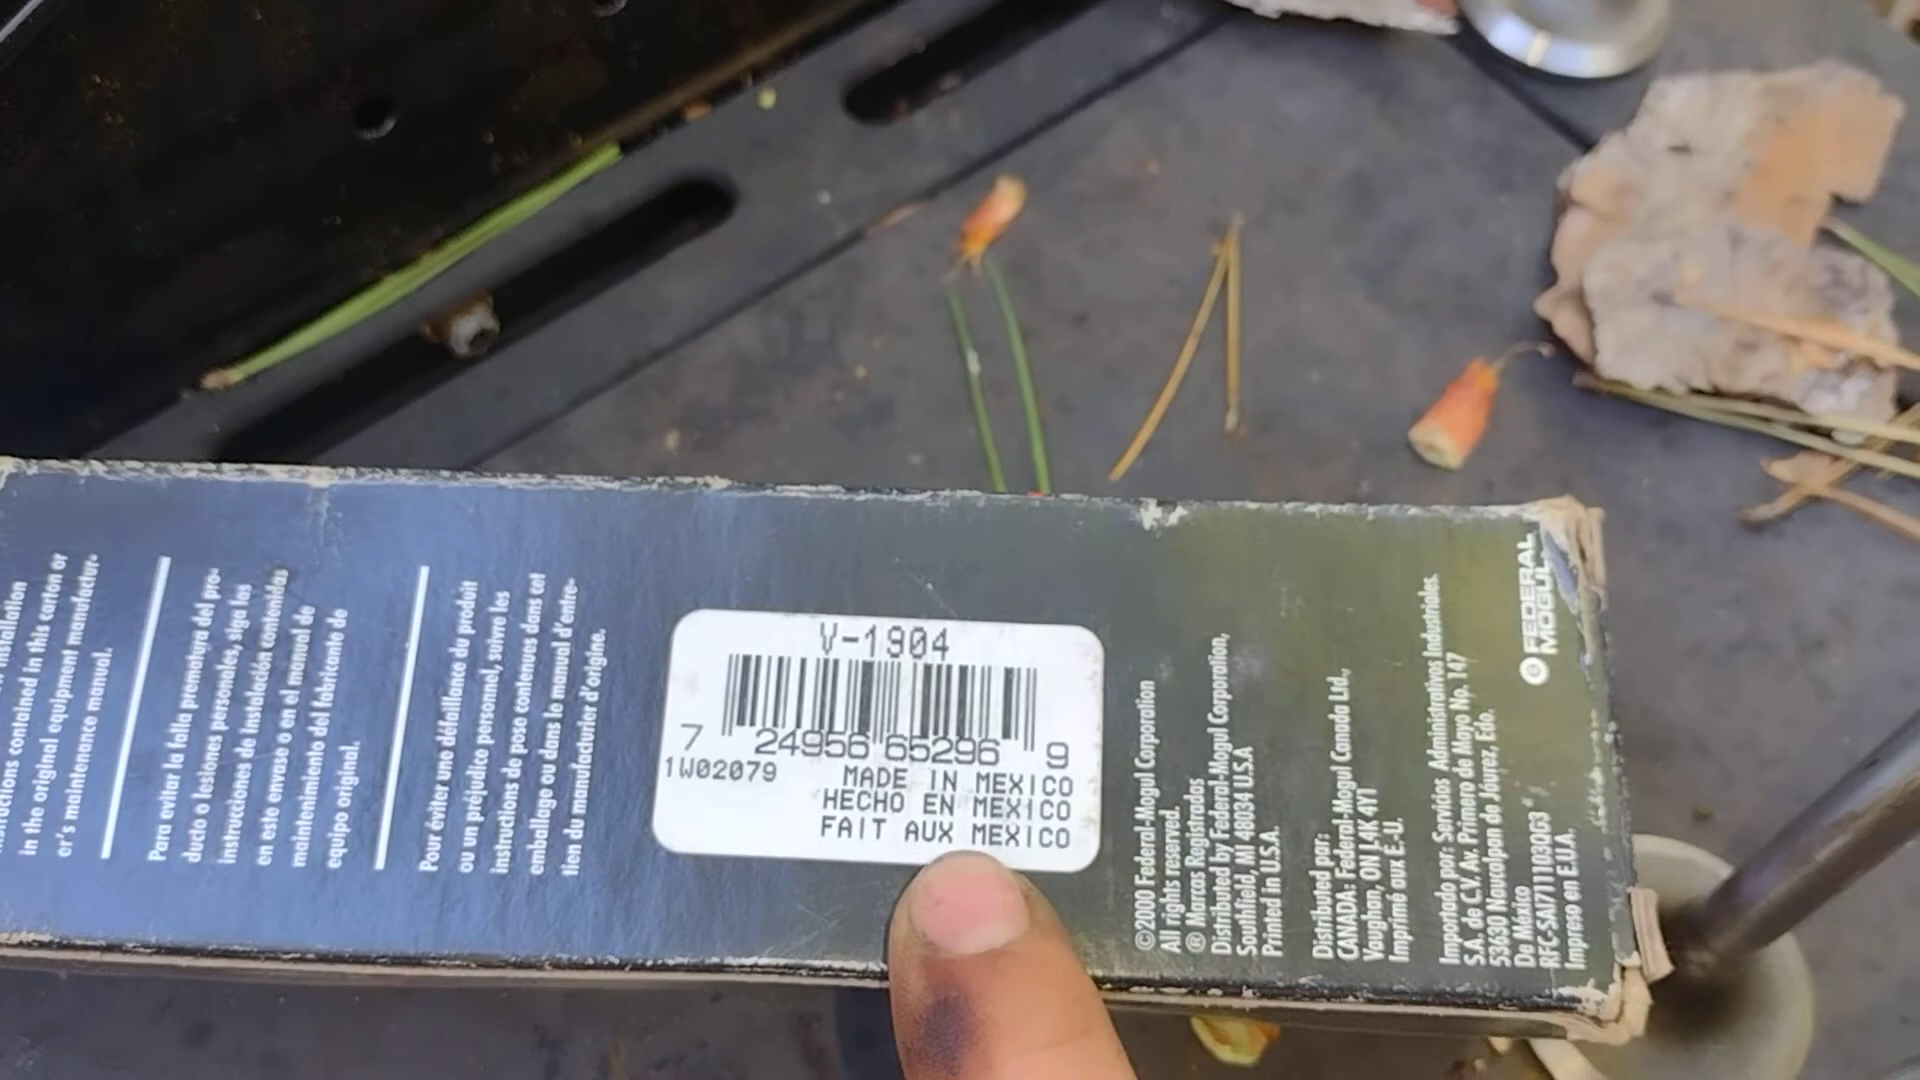 installation
instructions contained in this carton or
in the original equipment manufactur-
er's maintenance manual.
Para evitar la falla prematura del pro-
ducto o lesiones personales, siga las
instrucciones de instalación contenidas
en este envase o en el manual de
mantenimiento del fabricante de
equipo original.
Pour éviter une défaillance du produit
ou un préjudice personnel, suivre les
instructions de pose contenues dans cet
emballage ou dans le manuel d'entre-
tien du manufacturier d'origine.
V-1904
7 24956 65296 9
1W02079
MADE IN MEXICO
HECHO EN MEXICO
FAIT AUX MEXICO
©2000 Federal-Mogul Corporation
All rights reserved.
® Marcas Registradas
Distributed by Federal-Mogul Corporation,
Southfield, MI 48034 U.S.A
Printed in U.S.A.
Distributed par:
CANADA: Federal-Mogul Canada Ltd.,
Vaughan, ON L4K 4Y1
Imprimé aux E-U.
Importado por: Servicios Administrativos Industriales.
S.A. de C.V. Av. Primero de Mayo No. 147
53630 Naucalpan de Júarez, Edo.
De México
RFC-SAI771103DG3
Impreso en E.U.A.
FEDERAL
MOGUL